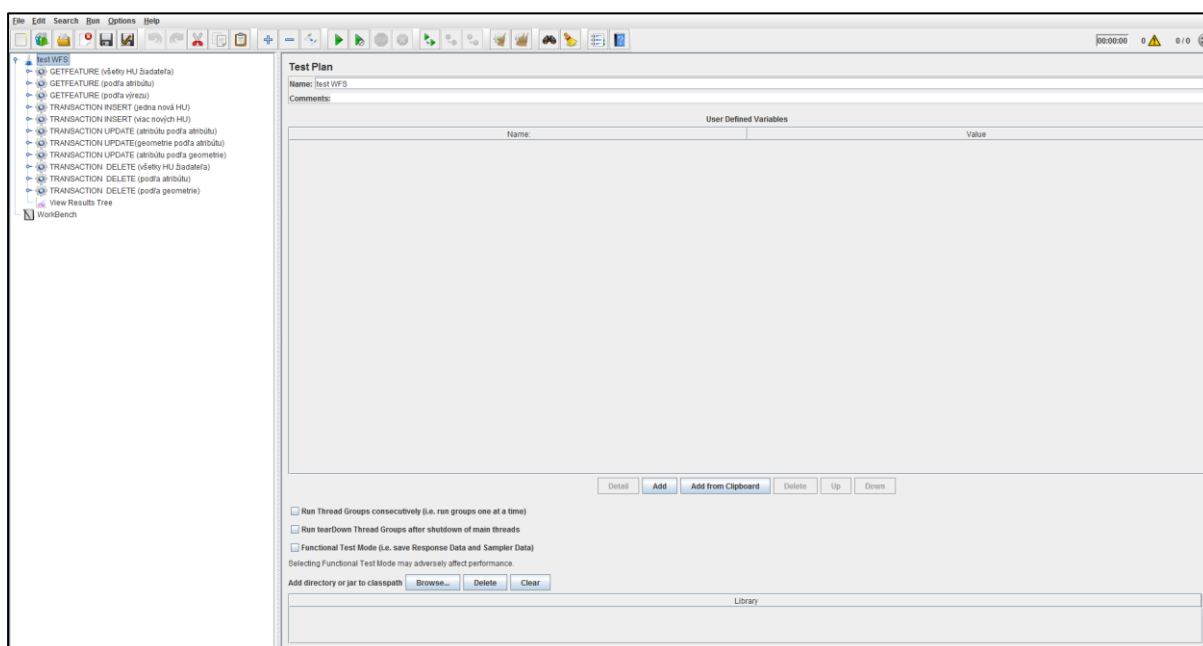 File Edit Search Run Options Help
00:00:00 0 0 / 0
test WFS
GETFEATURE (všetky HU žiadateľa)
GETFEATURE (podľa atribútu)
GETFEATURE (podľa výrezu)
TRANSACTION INSERT (jedna nová HU)
TRANSACTION INSERT (viac nových HU)
TRANSACTION UPDATE (atribútu podľa atribútu)
TRANSACTION UPDATE(geometrie podľa atribútu)
TRANSACTION UPDATE (atribútu podľa geometrie)
TRANSACTION DELETE (všetky HU žiadateľa)
TRANSACTION DELETE (podľa atribútu)
TRANSACTION DELETE (podľa geometrie)
View Results Tree
WorkBench
Test Plan
Name: test WFS
Comments:
User Defined Variables
Name: Value
Detail Add Add from Clipboard Delete Up Down
Run Thread Groups consecutively (i.e. run groups one at a time)
Run tearDown Thread Groups after shutdown of main threads
Functional Test Mode (i.e. save Response Data and Sampler Data)
Selecting Functional Test Mode may adversely affect performance.
Add directory or jar to classpath Browse... Delete Clear
Library